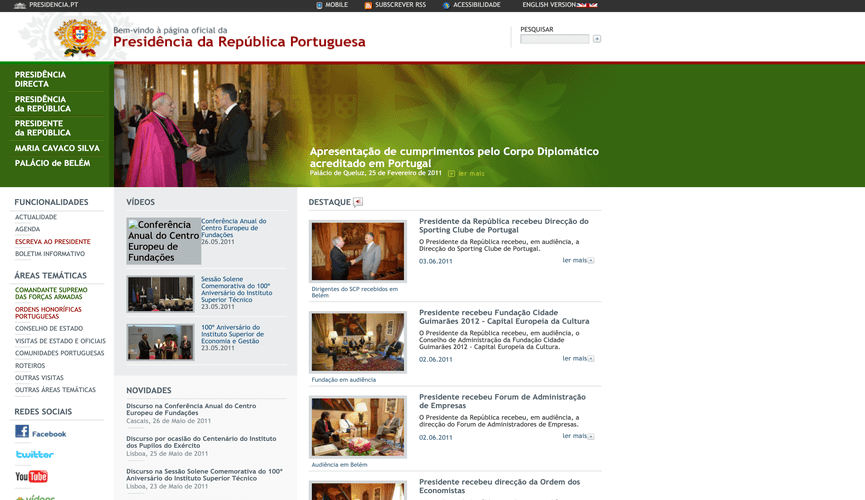 PRESIDENCIA.PT
MOBILE
SUBSCREVER RSS
ACESSIBILIDADE
ENGLISH VERSION
Bem-vindo à página oficial da
Presidência da República Portuguesa
PESQUISAR
PRESIDÊNCIA
DIRECTA
PRESIDÊNCIA
da REPÚBLICA
PRESIDENTE
da REPÚBLICA
MARIA CAVACO SILVA
PALÁCIO de BELÉM
Apresentação de cumprimentos pelo Corpo Diplomático
acreditado em Portugal
Palácio de Queluz, 25 de Fevereiro de 2011
ler mais
FUNCIONALIDADES
ACTUALIDADE
AGENDA
ESCREVA AO PRESIDENTE
BOLETIM INFORMATIVO
ÁREAS TEMÁTICAS
COMANDANTE SUPREMO
DAS FORÇAS ARMADAS
ORDENS HONORÍFICAS
PORTUGUESAS
CONSELHO DE ESTADO
VISITAS DE ESTADO E OFICIAIS
COMUNIDADES PORTUGUESAS
ROTEIROS
OUTRAS VISITAS
OUTRAS ÁREAS TEMÁTICAS
REDES SOCIAIS
Facebook
twitter
YouTube
vídeos
VÍDEOS
Conferência
Anual do Centro
Europeu de
Fundações
Conferência Anual do
Centro Europeu de
Fundações
26.05.2011
Sessão Solene
Comemorativa do 100º
Aniversário do Instituto
Superior Técnico
23.05.2011
100º Aniversário do
Instituto Superior de
Economia e Gestão
23.05.2011
NOVIDADES
Discurso na Conferência Anual do Centro
Europeu de Fundações
Cascais, 26 de Maio de 2011
Discurso por ocasião do Centenário do Instituto
dos Pupilos do Exército
Lisboa, 25 de Maio de 2011
Discurso na Sessão Solene Comemorativa do 100º
Aniversário do Instituto Superior Técnico
Lisboa, 23 de Maio de 2011
DESTAQUE
Dirigentes do SCP recebidos em
Belém
Presidente da República recebeu Direcção do
Sporting Clube de Portugal
O Presidente da República recebeu, em audiência, a
Direcção do Sporting Clube de Portugal.
03.06.2011
ler mais
Fundação em audiência
Presidente recebeu Fundação Cidade
Guimarães 2012 - Capital Europeia da Cultura
O Presidente da República recebeu, em audiência, o
Conselho de Administração da Fundação Cidade
Guimarães 2012 - Capital Europeia da Cultura.
02.06.2011
ler mais
Audiência em Belém
Presidente recebeu Forum de Administração
de Empresas
O Presidente da República recebeu, em audiência, a
direcção do Forum de Administradores de Empresas.
02.06.2011
ler mais
Presidente recebeu direcção da Ordem dos
Economistas